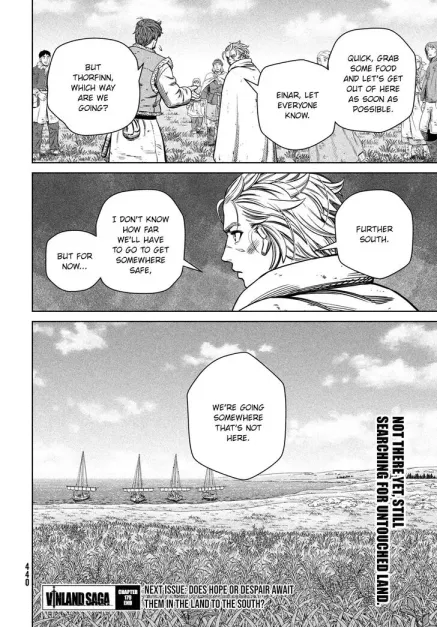 QUICK, GRAB
SOME FOOD
AND LET'S GET
OUT OF HERE
AS SOON AS
POSSIBLE.
EINAR, LET
EVERYONE
KNOW.
BUT
THORFINN,
WHICH WAY
ARE WE
GOING?
FURTHER
SOUTH.
I DON'T KNOW
HOW FAR
WE'LL HAVE
TO GO TO GET
SOMEWHERE
SAFE,
BUT FOR
NOW...
WE'RE GOING
SOMEWHERE
THAT'S NOT
HERE.
NOT THERE YET, STILL
SEARCHING FOR UNTOUCHED LAND.
440
VINLAND SAGA
CHAPTER
179
END
NEXT ISSUE: DOES HOPE OR DESPAIR AWAIT
THEM IN THE LAND TO THE SOUTH?